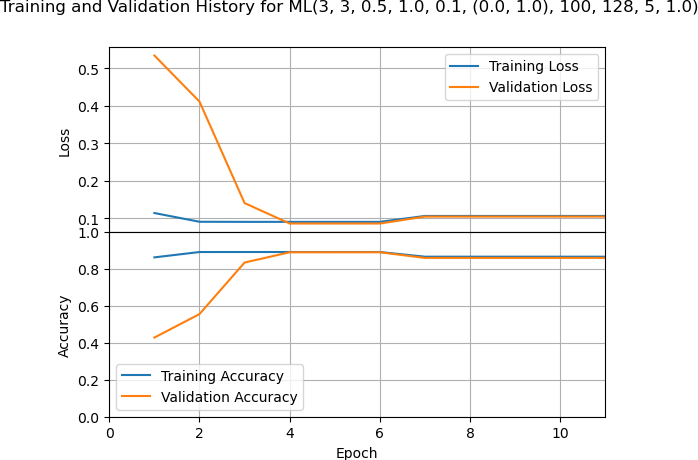 Training and Validation History for ML(3, 3, 0.5, 1.0, 0.1, (0.0, 1.0), 100, 128, 5, 1.0)
0.5
0.4
0.3
0.2
0.1
Loss
Training Loss
Validation Loss
1.0
0.8
0.6
0.4
0.2
0.0
Accuracy
Training Accuracy
Validation Accuracy
0 2 4 6 8 10
Epoch